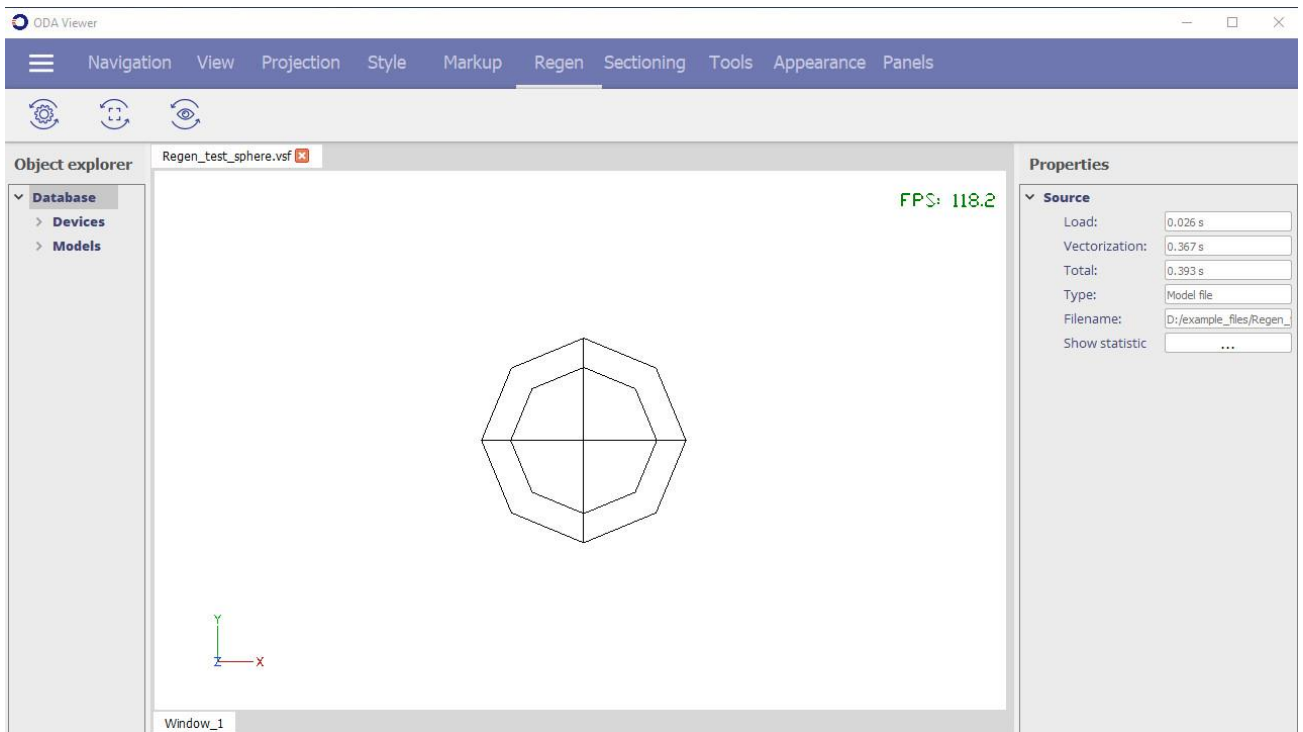 ODA Viewer
Navigation View Projection Style Markup Regen Sectioning Tools Appearance Panels
Object explorer
Database
Devices
Models
Regen_test_sphere.vsf
FPS: 118.2
Y
Z
X
Window_1
Properties
Source
Load: 0.026 s
Vectorization: 0.367 s
Total: 0.393 s
Type: Model file
Filename: D:/example_files/Regen_
Show statistic ...